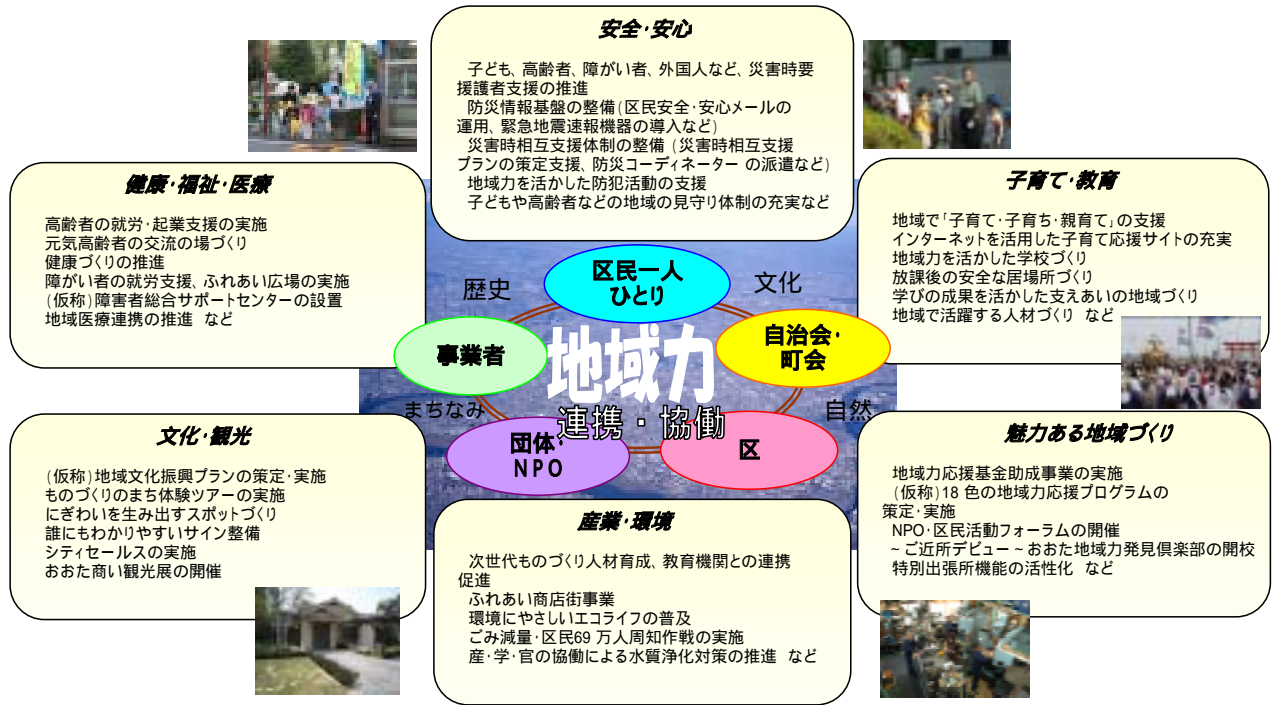 安全・安心
子ども、高齢者、障がい者、外国人など、災害時要
援護者支援の推進
防災情報基盤の整備(区民安全・安心メールの
運用、緊急地震速報機器の導入など)
災害時相互支援体制の整備(災害時相互支援
プランの策定支援、防災コーディネーター の派遣など)
地域力を活かした防犯活動の支援
子どもや高齢者などの地域の見守り体制の充実など
健康・福祉・医療
高齢者の就労・起業支援の実施
元気高齢者の交流の場づくり
健康づくりの推進
障がい者の就労支援、ふれあい広場の実施
(仮称)障害者総合サポートセンターの設置
地域医療連携の推進 など
子育て・教育
地域で「子育て・子育ち・親育て」の支援
インターネットを活用した子育て応援サイトの充実
地域力を活かした学校づくり
放課後の安全な居場所づくり
学びの成果を活かした支えあいの地域づくり
地域で活躍する人材づくり など
歴史
区民一人
ひとり
文化
事業者
地域力
自治会・
町会
まちなみ
連携・協働
自然
団体・
NPO
区
文化・観光
(仮称)地域文化振興プランの策定・実施
ものづくりのまち体験ツアーの実施
にぎわいを生み出すスポットづくり
誰にもわかりやすいサイン整備
シティセールスの実施
おおた商い観光展の開催
産業・環境
次世代ものづくり人材育成、教育機関との連携
促進
ふれあい商店街事業
環境にやさしいエコライフの普及
ごみ減量・区民69 万人周知作戦の実施
産・学・官の協働による水質浄化対策の推進 など
魅力ある地域づくり
地域力応援基金助成事業の実施
(仮称)18 色の地域力応援プログラムの
策定・実施
NPO・区民活動フォーラムの開催
~ご近所デビュー~おおた地域力発見倶楽部の開校
特別出張所機能の活性化 など